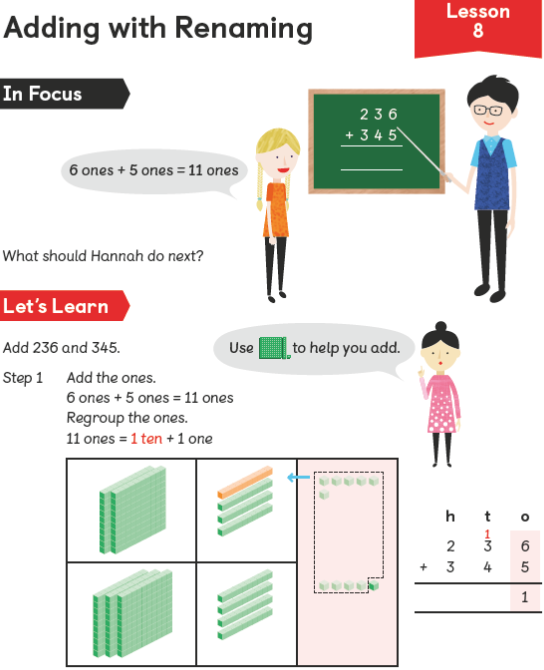 Adding with Renaming
Lesson
8
In Focus
2 3 6
+ 3 4 5
6 ones + 5 ones = 11 ones
What should Hannah do next?
Let's Learn
Add 236 and 345.
Use to help you add.
Step 1 Add the ones.
6 ones + 5 ones = 11 ones
Regroup the ones.
11 ones = 1 ten + 1 one
h t o
1
2 3 6
+ 3 4 5
1